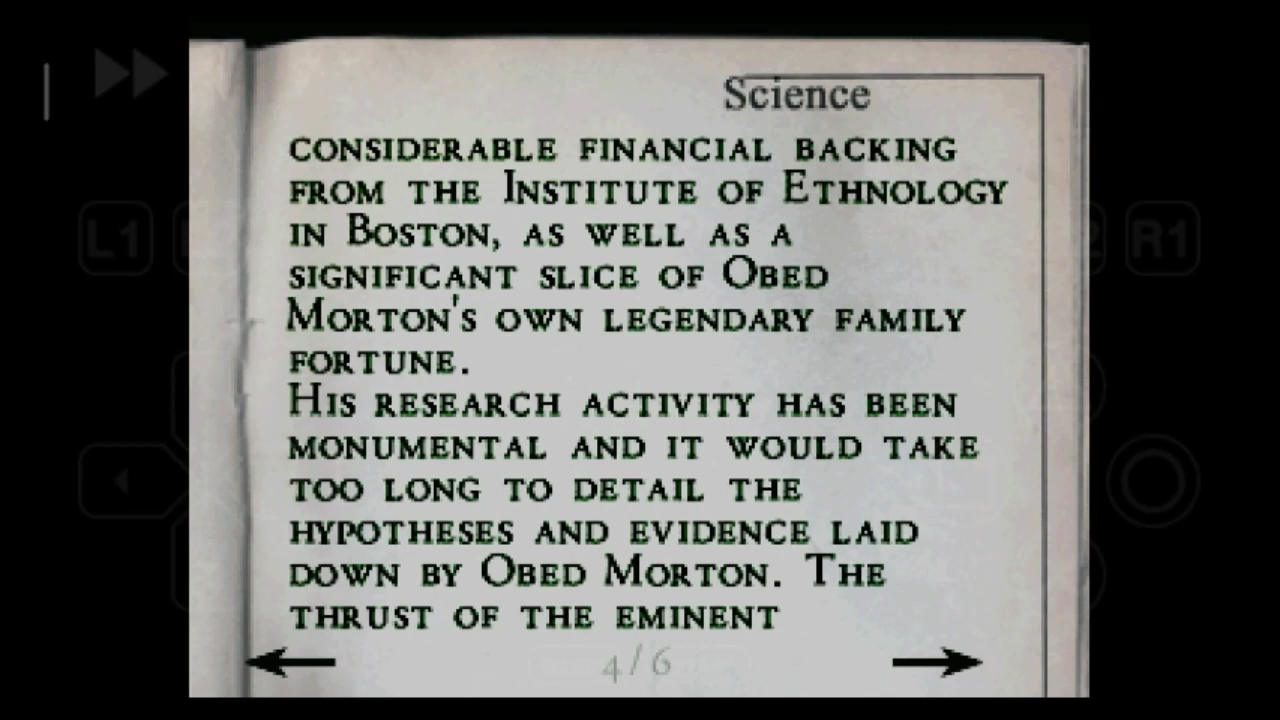 Science
CONSIDERABLE FINANCIAL BACKING
FROM THE INSTITUTE OF ETHNOLOGY
IN BOSTON, AS WELL AS A
SIGNIFICANT SLICE OF OBED
MORTON'S OWN LEGENDARY FAMILY
FORTUNE.
HIS RESEARCH ACTIVITY HAS BEEN
MONUMENTAL AND IT WOULD TAKE
TOO LONG TO DETAIL THE
HYPOTHESES AND EVIDENCE LAID
DOWN BY OBED MORTON. THE
THRUST OF THE EMINENT
4/6
L1
R1